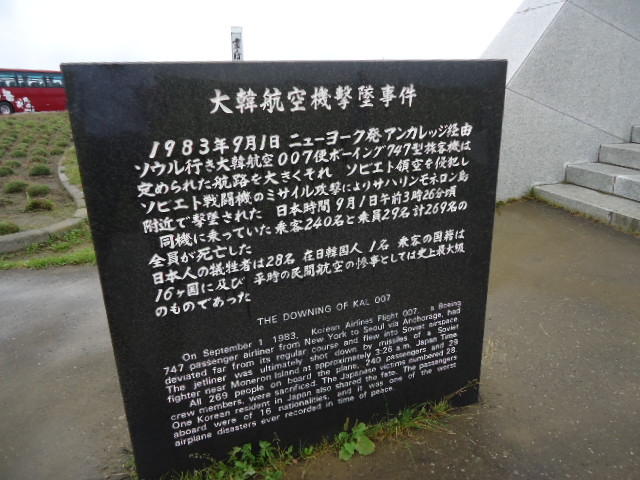 大韓航空機撃墜事件
1983年9月1日 ニューヨーク発 アンカレッジ経由
ソウル行き大韓航空007便ボーイング747型旅客機は
定められた航路を大きくそれ ソビエト領空を侵犯し
ソビエト戦闘機のミサイル攻撃によりサハリンモネロン島
附近で撃墜された 日本時間 9月1日午前3時26分頃
同機に乗っていた乗客240名と乗員29名計269名の
全員が死亡した
日本人の犠牲者は28名 在日韓国人 1名 乗客の国籍は
16ヶ国に及び 平時の民間航空の惨事としては史上最大級
のものであった
THE DOWNING OF KAL 007
On September 1 1983, Korean Airlines Flight 007, a Boeing
747 passenger airliner from New York to Seoul via Anchorage, had
deviated far from its regular course and flew into Soviet airspace.
The jetliner was ultimately shot down by missiles of a Soviet
fighter near Moneron Island at approximately 3:26 a.m. Japan Time.
All 269 people on board the plane, 240 passengers and 29
crew members, were sacrificed. The Japanese victims numbered 28.
One Korean resident in Japan also shared the fate. The passengers
aboard were of 16 nationalities, and it was one of the worst
airplane disasters ever recorded in time of peace.